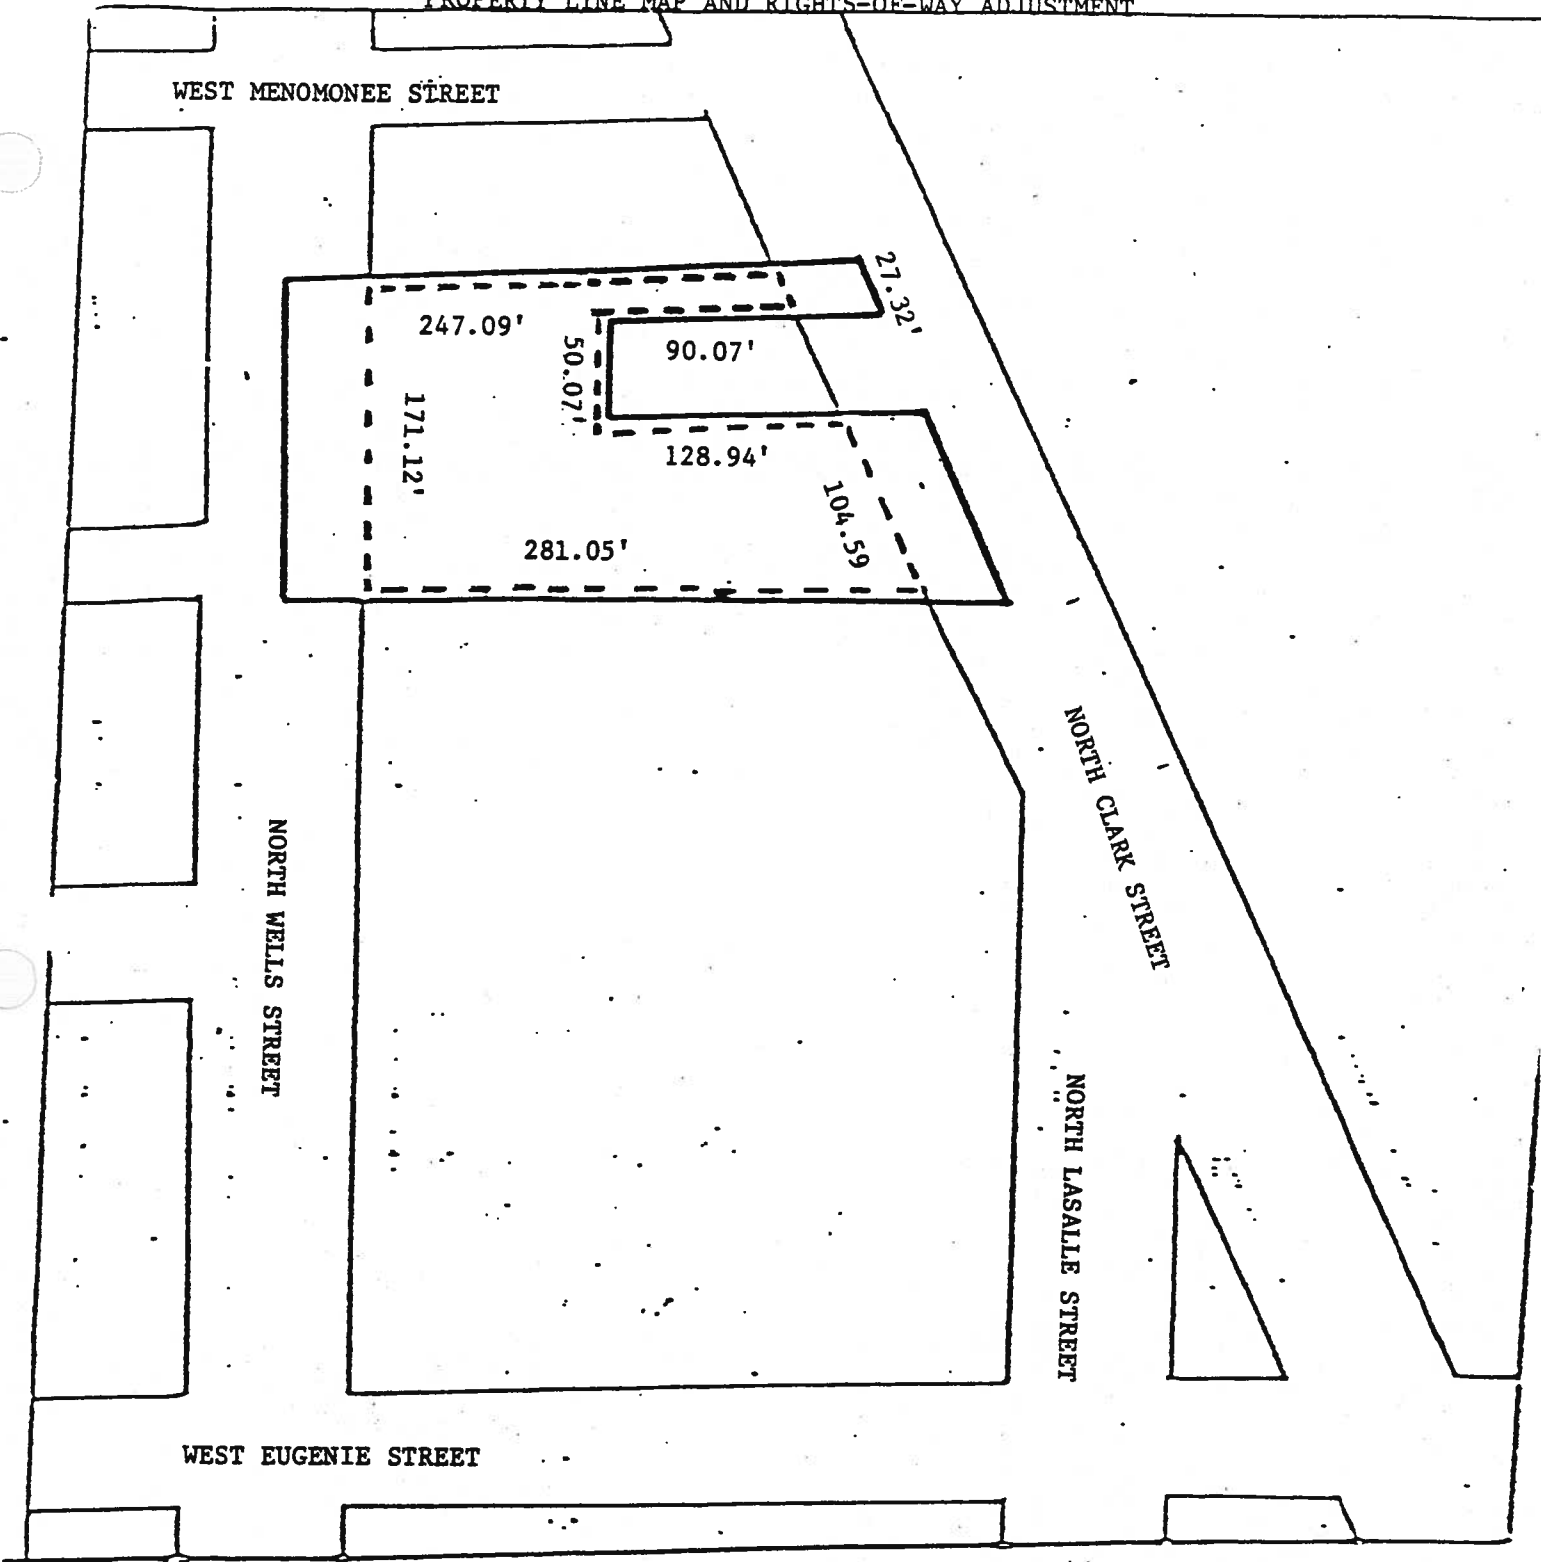 PROPERTY LINE MAP AND RIGHTS-OF-WAY ADJUSTMENT
WEST MENOMONEE STREET
27.32'
247.09'
50.07'
90.07'
171.12'
128.94'
104.59
281.05'
NORTH CLARK STREET
NORTH WELLS STREET
NORTH LASALLE STREET
WEST EUGENIE STREET